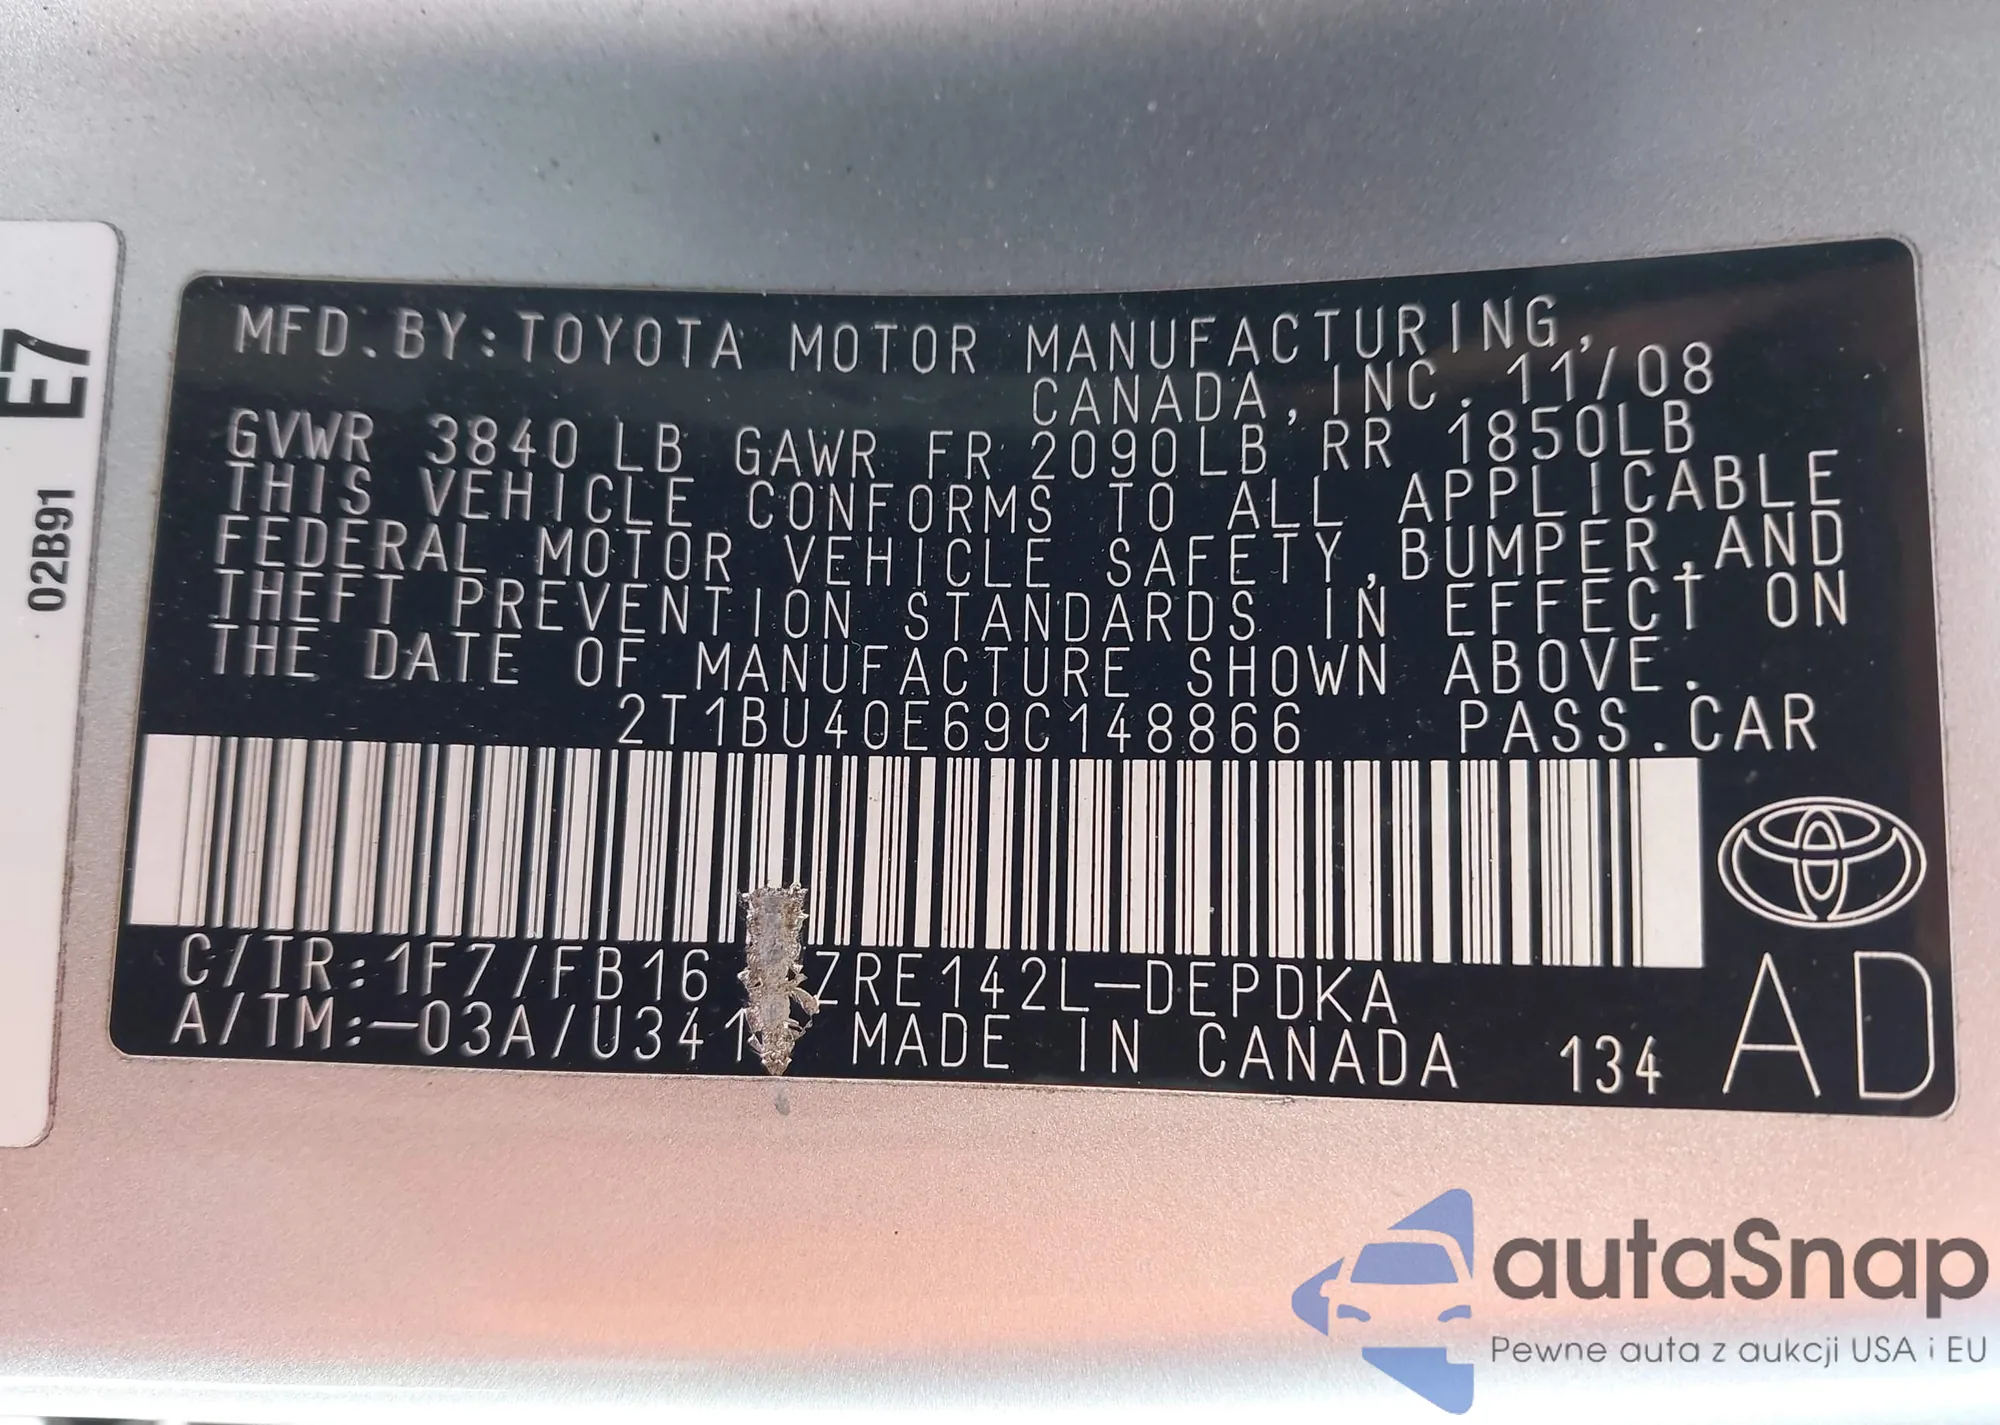 E7
02B91
MFD.BY:TOYOTA MOTOR MANUFACTURING,
CANADA, INC. 11/08
GVWR 3840 LB GAWR FR 2090LB RR 1850LB
THIS VEHICLE CONFORMS TO ALL APPLICABLE
FEDERAL MOTOR VEHICLE SAFETY, BUMPER, AND
THEFT PREVENTION STANDARDS IN EFFECT ON
THE DATE OF MANUFACTURE SHOWN ABOVE.
2T1BU40E69C148866 PASS.CAR
C/TR:1F7/FB16 ZRE142L-DEPDKA
A/TM:-03A/U341 MADE IN CANADA 134
AD
autaSnap
Pewne auta z aukcji USA i EU